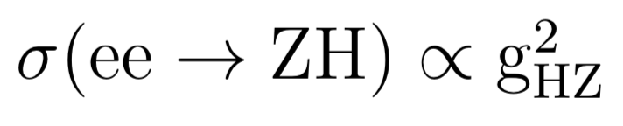 σ(ee → ZH) ∝ g²_HZ